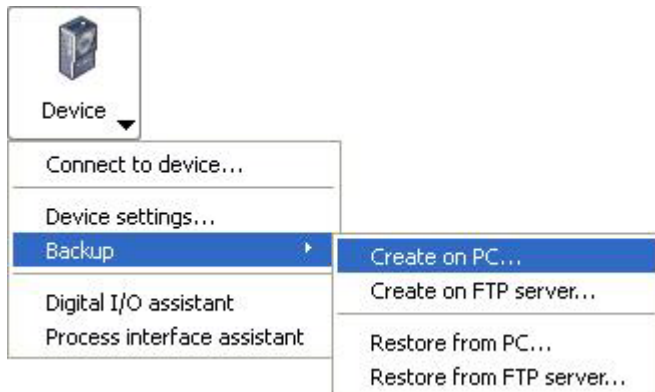 Device
Connect to device...
Device settings...
Backup
Digital I/O assistant
Process interface assistant
Create on PC...
Create on FTP server...
Restore from PC...
Restore from FTP server...